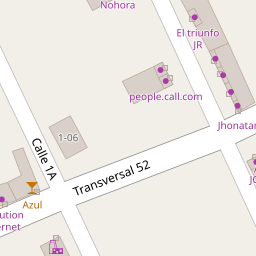 Nohora
El triunfo
JR
people.call.com
Jhonatan
1-06
Calle 1A
Transversal 52
Azul
ution
ernet